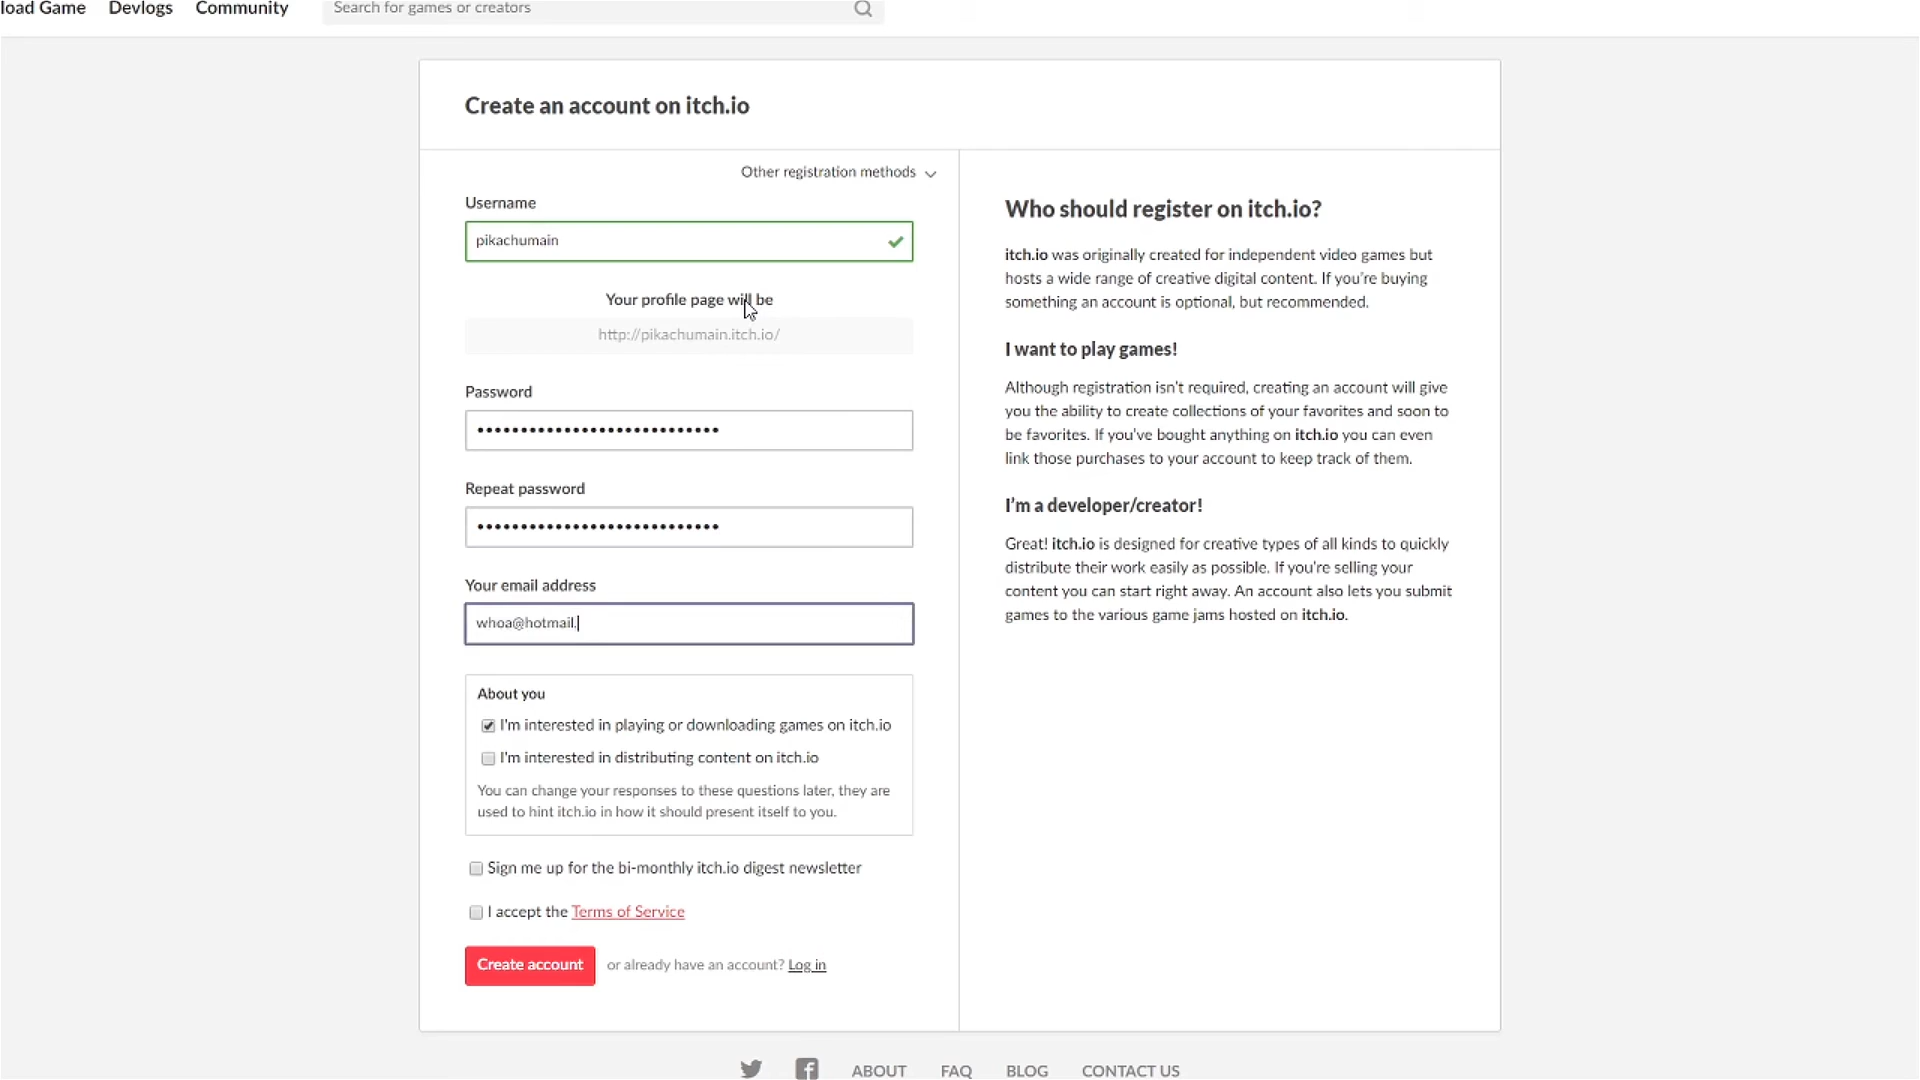 load Game Devlogs Community Search for games or creators
Create an account on itch.io
Other registration methods
Username
pikachumain
Your profile page will be
http://pikachumain.itch.io/
Password
••••••••••••••••••••••••••••
Repeat password
••••••••••••••••••••••••••••
Your email address
whoa@hotmail.
About you
I'm interested in playing or downloading games on itch.io
I'm interested in distributing content on itch.io
You can change your responses to these questions later, they are
used to hint itch.io in how it should present itself to you.
Sign me up for the bi-monthly itch.io digest newsletter
I accept the Terms of Service
Create account or already have an account? Log in
Who should register on itch.io?
itch.io was originally created for independent video games but
hosts a wide range of creative digital content. If you're buying
something an account is optional, but recommended.
I want to play games!
Although registration isn't required, creating an account will give
you the ability to create collections of your favorites and soon to
be favorites. If you've bought anything on itch.io you can even
link those purchases to your account to keep track of them.
I'm a developer/creator!
Great! itch.io is designed for creative types of all kinds to quickly
distribute their work easily as possible. If you're selling your
content you can start right away. An account also lets you submit
games to the various game jams hosted on itch.io.
ABOUT FAQ BLOG CONTACT US